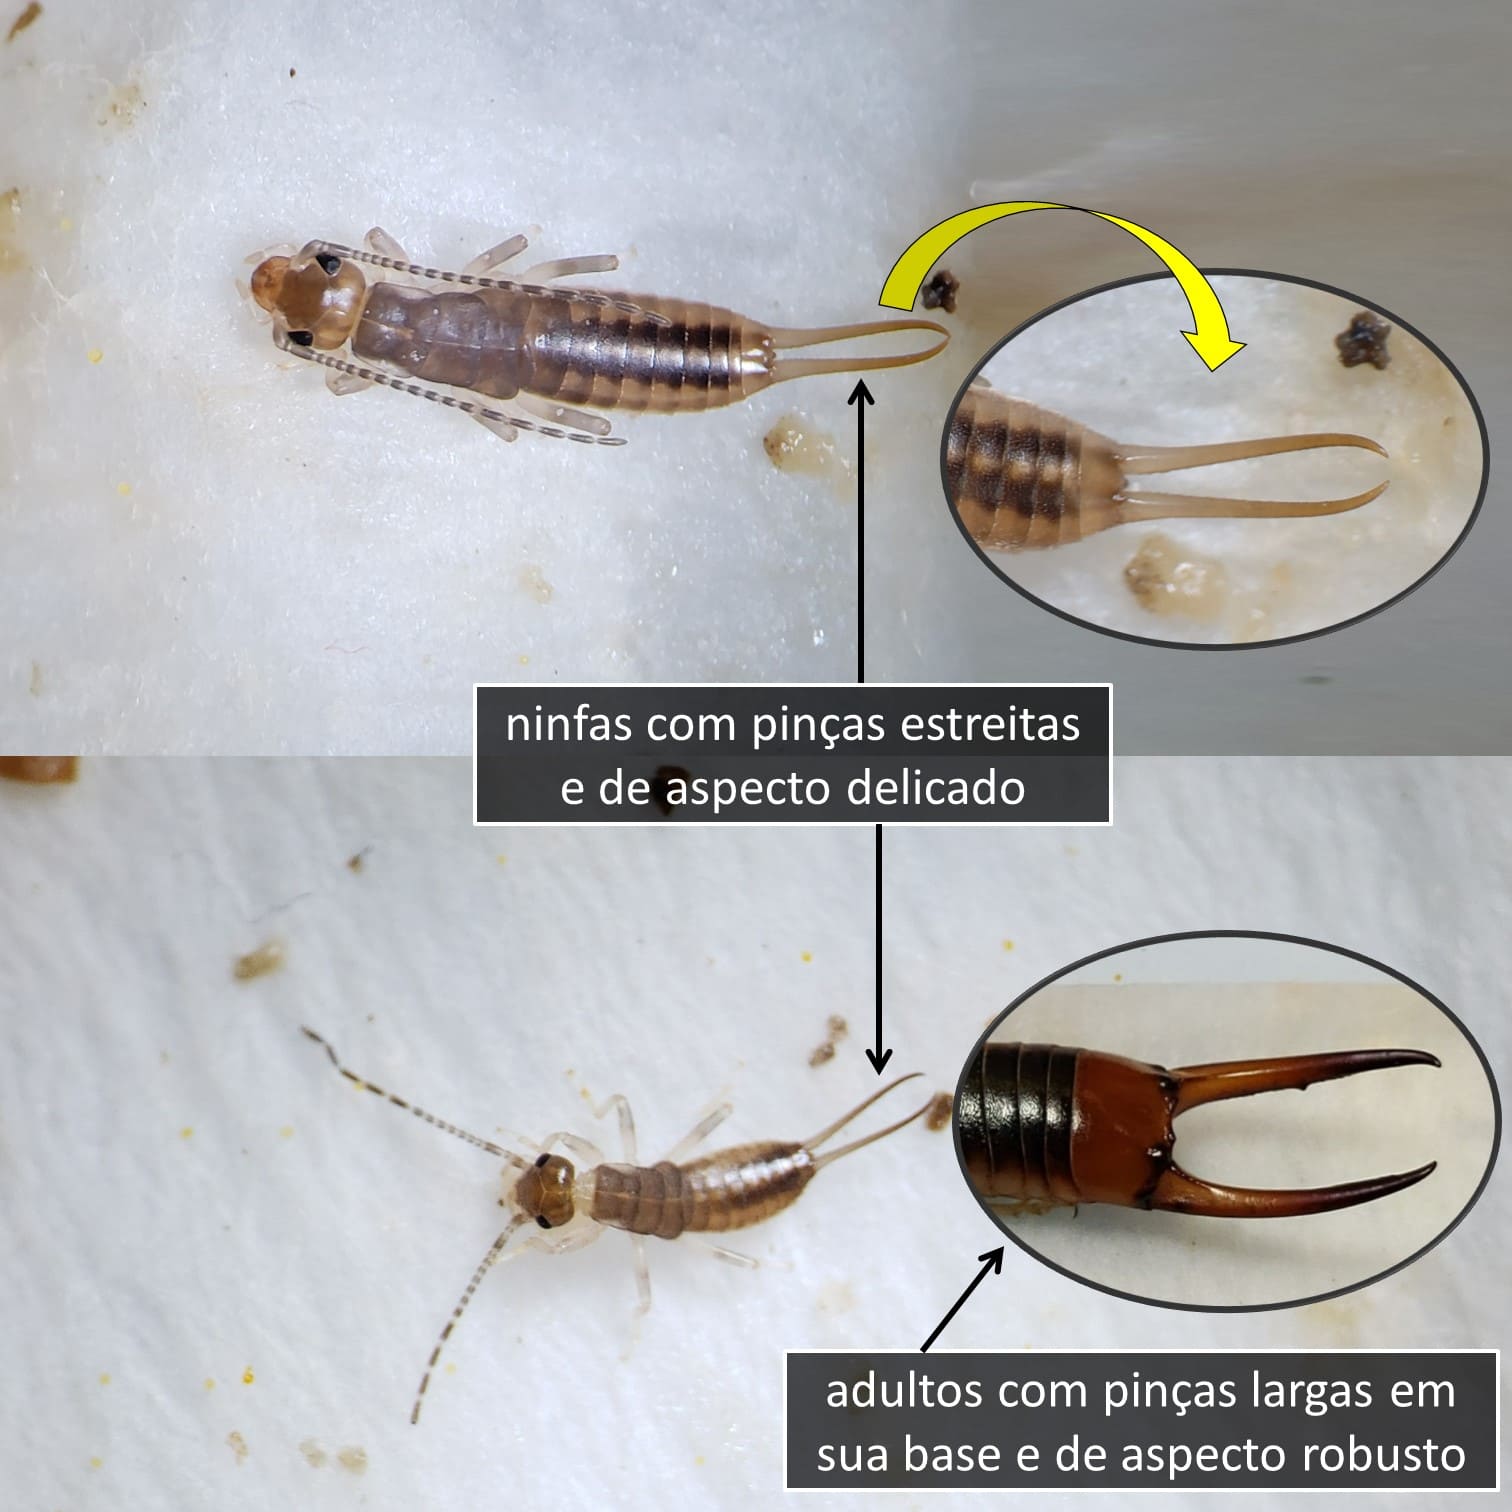 ninfas com pinças estreitas
e de aspecto delicado
adultos com pinças largas em
sua base e de aspecto robusto